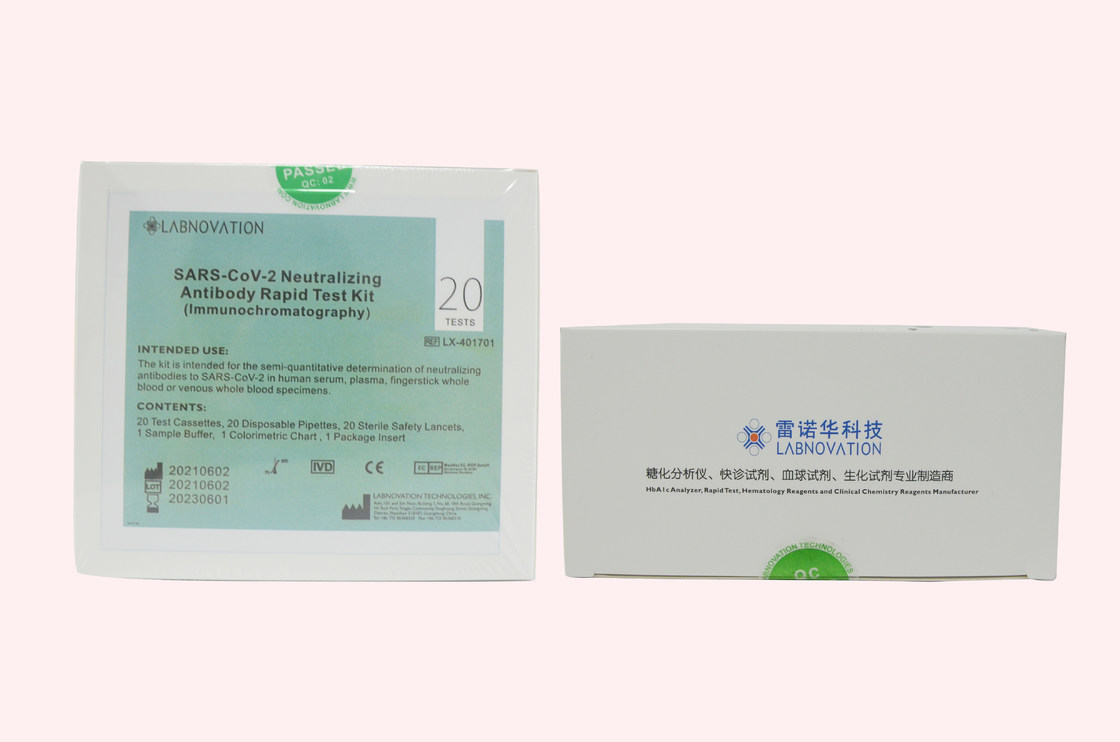 PASSED
QC: 02
LABNOVATION
SARS-CoV-2 Neutralizing
Antibody Rapid Test Kit
(Immunochromatography)
20
TESTS
REF LX-401701
INTENDED USE:
The kit is intended for the semi-quantitative determination of neutralizing
antibodies to SARS-CoV-2 in human serum, plasma, fingerstick whole
blood or venous whole blood specimens.
CONTENTS:
20 Test Cassettes, 20 Disposable Pipettes, 20 Sterile Safety Lancets,
1 Sample Buffer, 1 Colorimetric Chart , 1 Package Insert
20210602
LOT 20210602
20230601
IVD
CE
EC REP
LABNOVATION TECHNOLOGIES, INC.
雷诺华科技
LABNOVATION
糖化分析仪、快诊试剂、血球试剂、生化试剂专业制造商
HbA1c Analyzer, Rapid Test, Hematology Reagents and Clinical Chemistry Reagents Manufacturer
LABNOVATION TECHNOLOGIES
QC